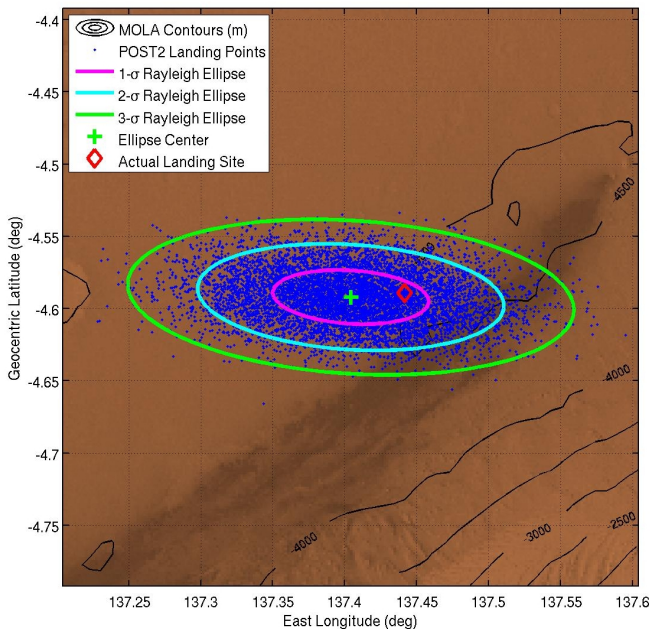 -4.4
-4.45
-4.5
-4.55
-4.6
-4.65
-4.7
-4.75
Geocentric Latitude (deg)
MOLA Contours (m)
POST2 Landing Points
1-σ Rayleigh Ellipse
2-σ Rayleigh Ellipse
3-σ Rayleigh Ellipse
Ellipse Center
Actual Landing Site
4500
-4000
-4000
-3000
-2500
137.25
137.3
137.35
137.4
137.45
137.5
137.55
137.6
East Longitude (deg)